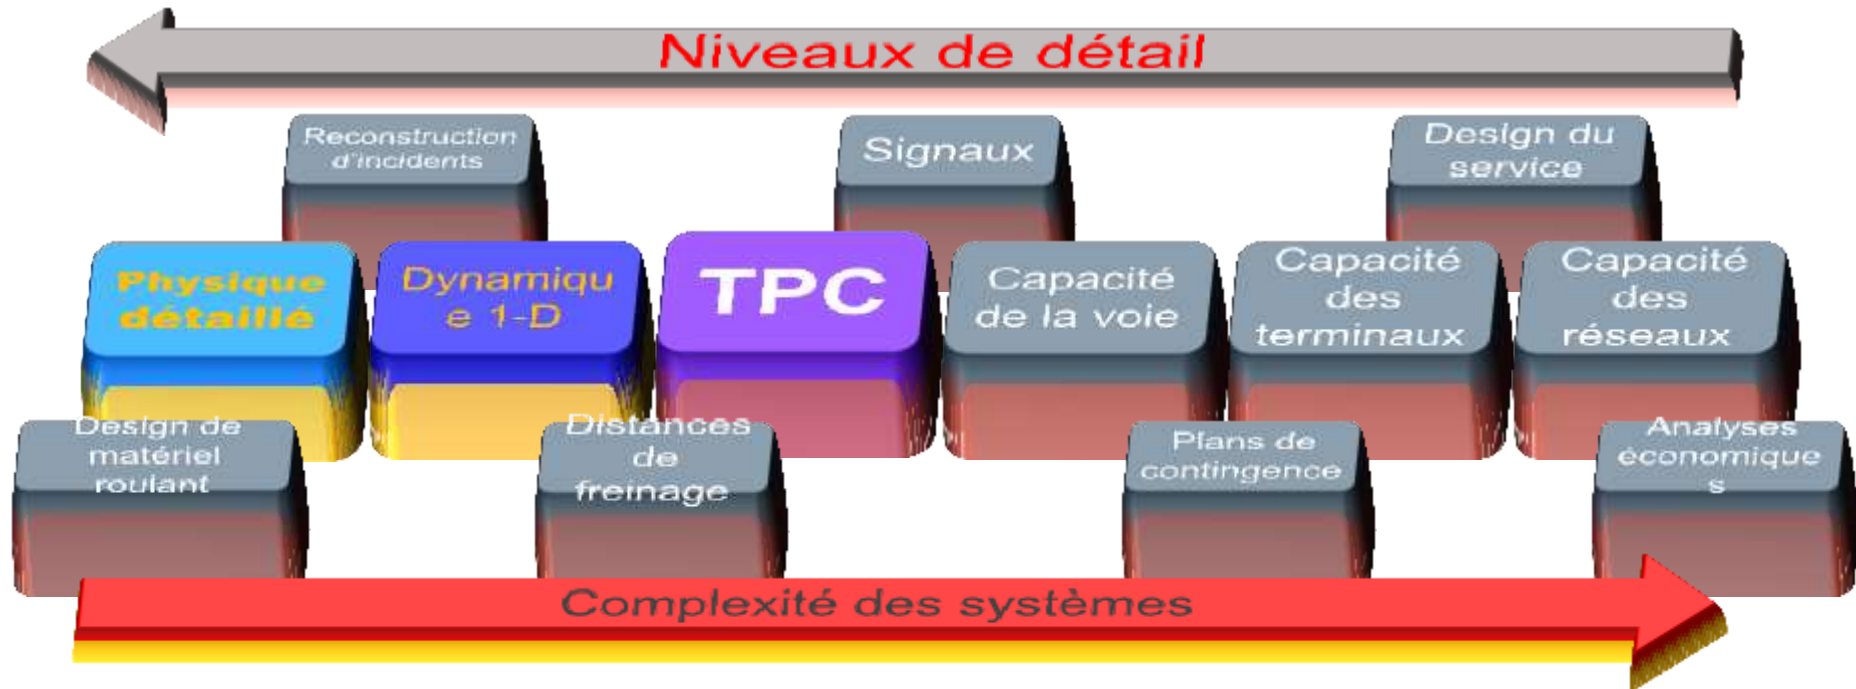 Niveaux de détail
Reconstruction
d'incidents
Signaux
Design du
service
Physique
détaillé
Dynamiqu
e 1-D
TPC
Capacité
de la voie
Capacité
des
terminaux
Capacité
des
réseaux
Design de
matériel
roulant
Distances
de
freinage
Plans de
contingence
Analyses
économique
s
Complexité des systèmes